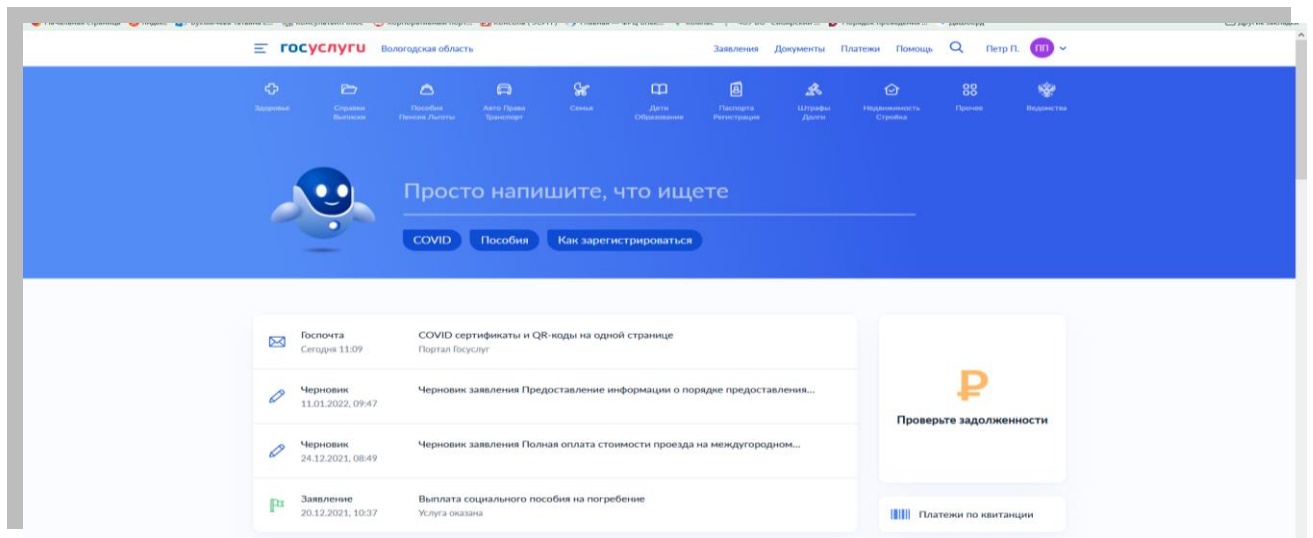 госуслуги Вологодская область Заявления Документы Платежи Помощь Петр П. ПП
Здоровье Справки Пособия Авто Права Семья Дети Паспорта Штрафы Недвижимость Прочее Ведомства
Выписки Пенсия Льготы Транспорт Образование Регистрация Долги Стройка
Просто напишите, что ищете
COVID Пособия Как зарегистрироваться
Госпочта COVID сертификаты и QR-коды на одной странице
Сегодня 11:09 Портал Госуслуг
Черновик Черновик заявления Предоставление информации о порядке предоставления...
11.01.2022, 09:47
Проверьте задолженности
Черновик Черновик заявления Полная оплата стоимости проезда на междугородном...
24.12.2021, 08:49
Заявление Выплата социального пособия на погребение
20.12.2021, 10:37 Услуга оказана
Платежи по квитанции